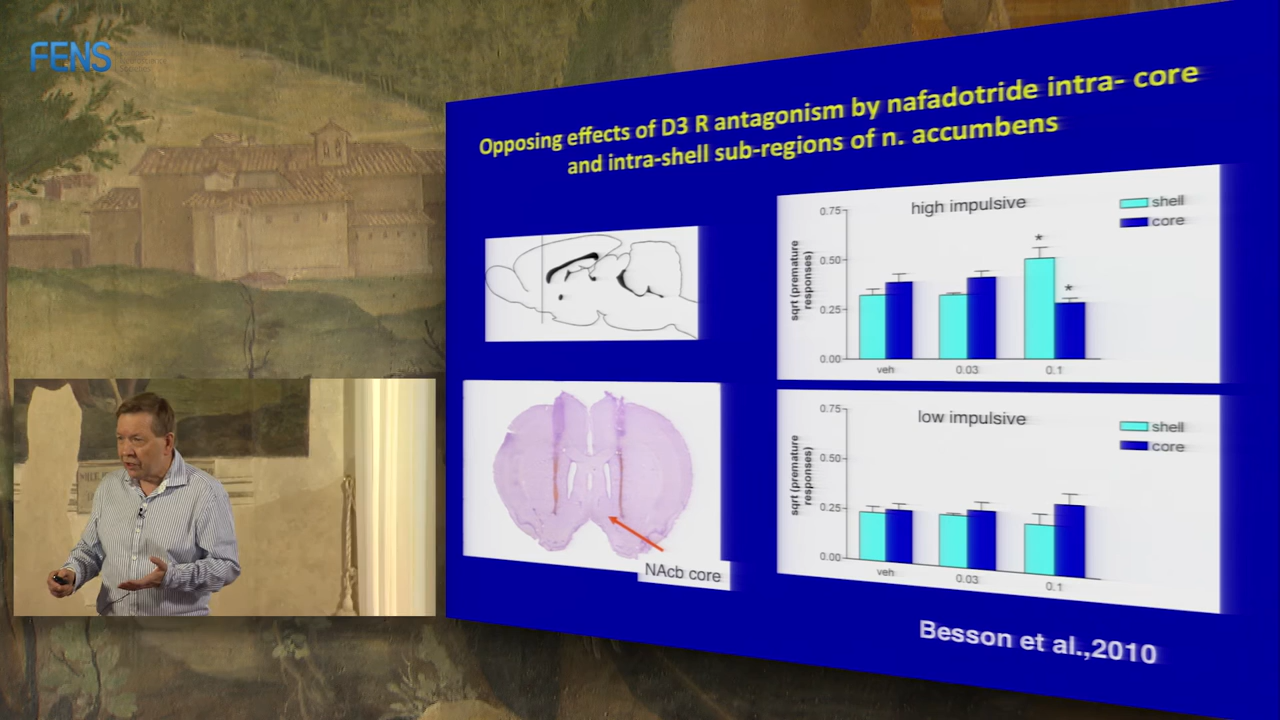 FENS
Opposing effects of D3 R antagonism by nafadotride intra- core
and intra-shell sub-regions of n. accumbens
high impulsive
shell
core
0.75
0.50
0.25
0.00
sqrt (premature
responses)
*
*
veh
0.03
0.1
low impulsive
shell
core
0.75
0.50
0.25
0.00
sqrt (premature
responses)
veh
0.03
0.1
NAcb core
Besson et al.,2010